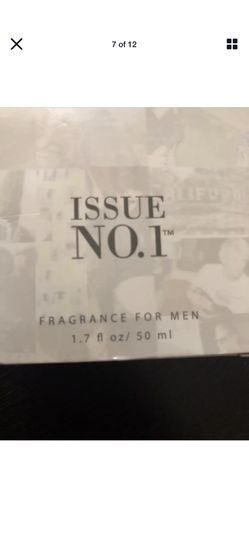 7 of 12
ISSUE
NO.1™
FRAGRANCE FOR MEN
1.7 fl oz/ 50 ml